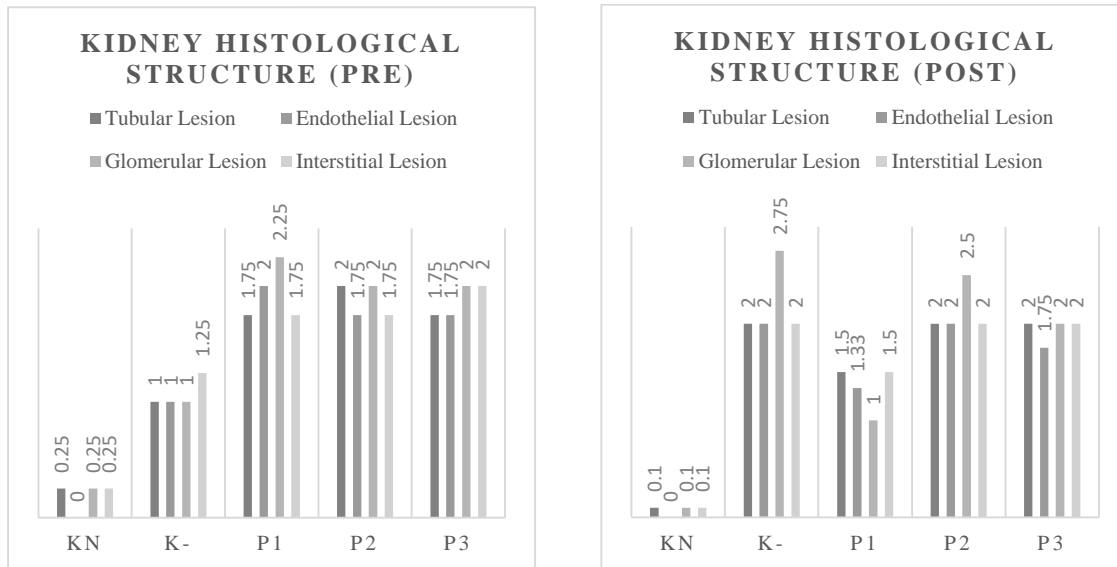 KIDNEY HISTOLOGICAL
STRUCTURE (PRE)
Tubular Lesion Endothelial Lesion
Glomerular Lesion Interstitial Lesion
0.25 0 0.25 0.25
1 1 1 1.25
1.75 2 2.25 1.75
2 1.75 2 1.75
1.75 1.75 2 2
KN K- P1 P2 P3
KIDNEY HISTOLOGICAL
STRUCTURE (POST)
Tubular Lesion Endothelial Lesion
Glomerular Lesion Interstitial Lesion
0.1 0 0.1 0.1
2 2 2.75 2
1.5 1.33 1 1.5
2 2 2.5 2
2 1.75 2 2
KN K- P1 P2 P3